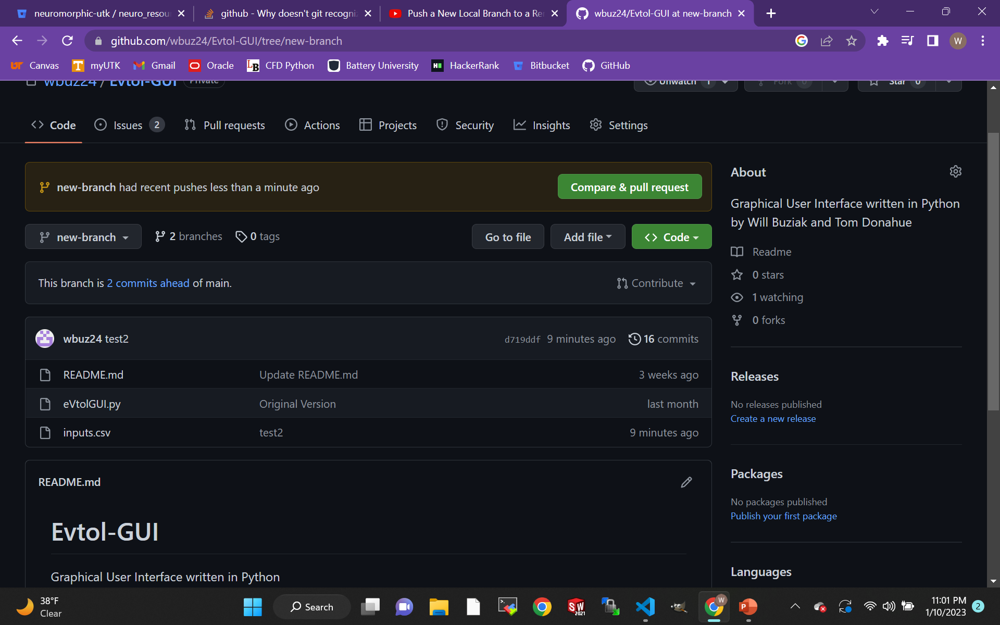 neuromorphic-utk / neuro_resou
github - Why doesn't git recogni
Push a New Local Branch to a Re
wbuz24/Evtol-GUI at new-branch
github.com/wbuz24/Evtol-GUI/tree/new-branch
W
Canvas
T
myUTK
Gmail
Oracle
LB
CFD Python
Battery University
H
HackerRank
Bitbucket
GitHub
wbuz24 / Evtol-GUI
Private
Unwatch 1
Fork 0
Star 0
Code
Issues 2
Pull requests
Actions
Projects
Security
Insights
Settings
new-branch had recent pushes less than a minute ago
Compare & pull request
new-branch
2 branches
0 tags
Go to file
Add file
Code
This branch is 2 commits ahead of main.
Contribute
wbuz24 test2
d719ddf 9 minutes ago
16 commits
README.md
Update README.md
3 weeks ago
eVtolGUI.py
Original Version
last month
inputs.csv
test2
9 minutes ago
README.md
Evtol-GUI
Graphical User Interface written in Python
About
Graphical User Interface written in Python
by Will Buziak and Tom Donahue
Readme
0 stars
1 watching
0 forks
Releases
No releases published
Create a new release
Packages
No packages published
Publish your first package
Languages
38°F
Clear
Search
SW
2021
W
P
11:01 PM
1/10/2023
2